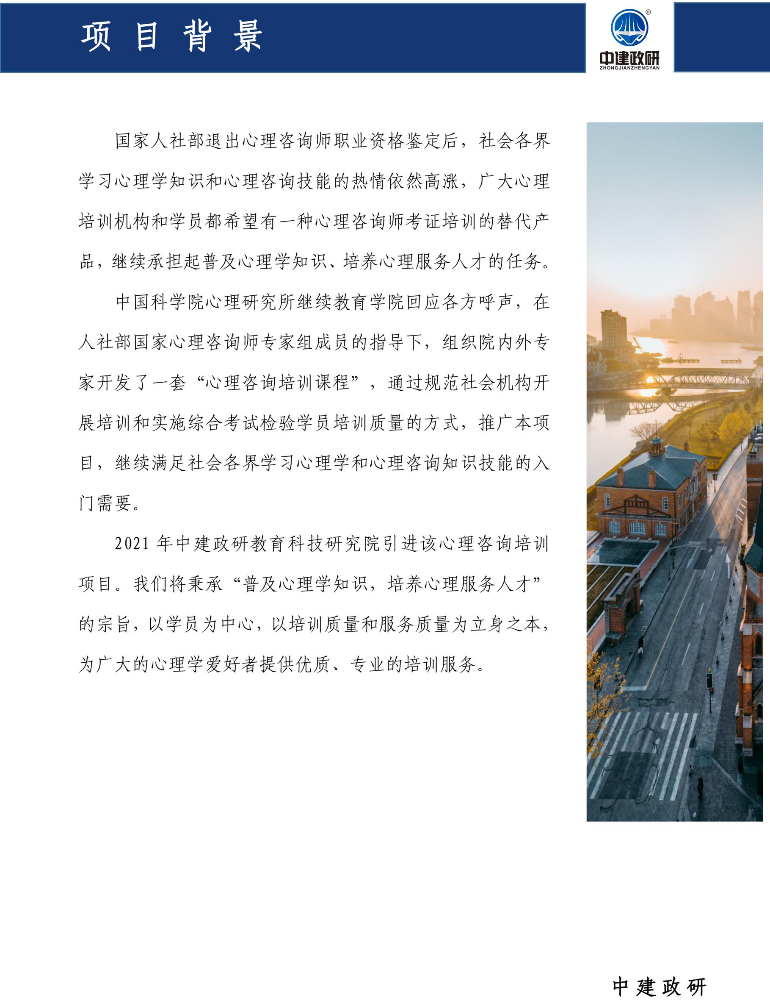 项目背景
®
中建政研
ZHONGJIANZHENGYAN
国家人社部退出心理咨询师职业资格鉴定后，社会各界
学习心理学知识和心理咨询技能的热情依然高涨，广大心理
培训机构和学员都希望有一种心理咨询师考证培训的替代产
品，继续承担起普及心理学知识、培养心理服务人才的任务。
中国科学院心理研究所继续教育学院回应各方呼声，在
人社部国家心理咨询师专家组成员的指导下，组织院内外专
家开发了一套“心理咨询培训课程”，通过规范社会机构开
展培训和实施综合考试检验学员培训质量的方式，推广本项
目，继续满足社会各界学习心理学和心理咨询知识技能的入
门需要。
2021 年中建政研教育科技研究院引进该心理咨询培训
项目。我们将秉承“普及心理学知识，培养心理服务人才”
的宗旨，以学员为中心，以培训质量和服务质量为立身之本，
为广大的心理学爱好者提供优质、专业的培训服务。
中建政研